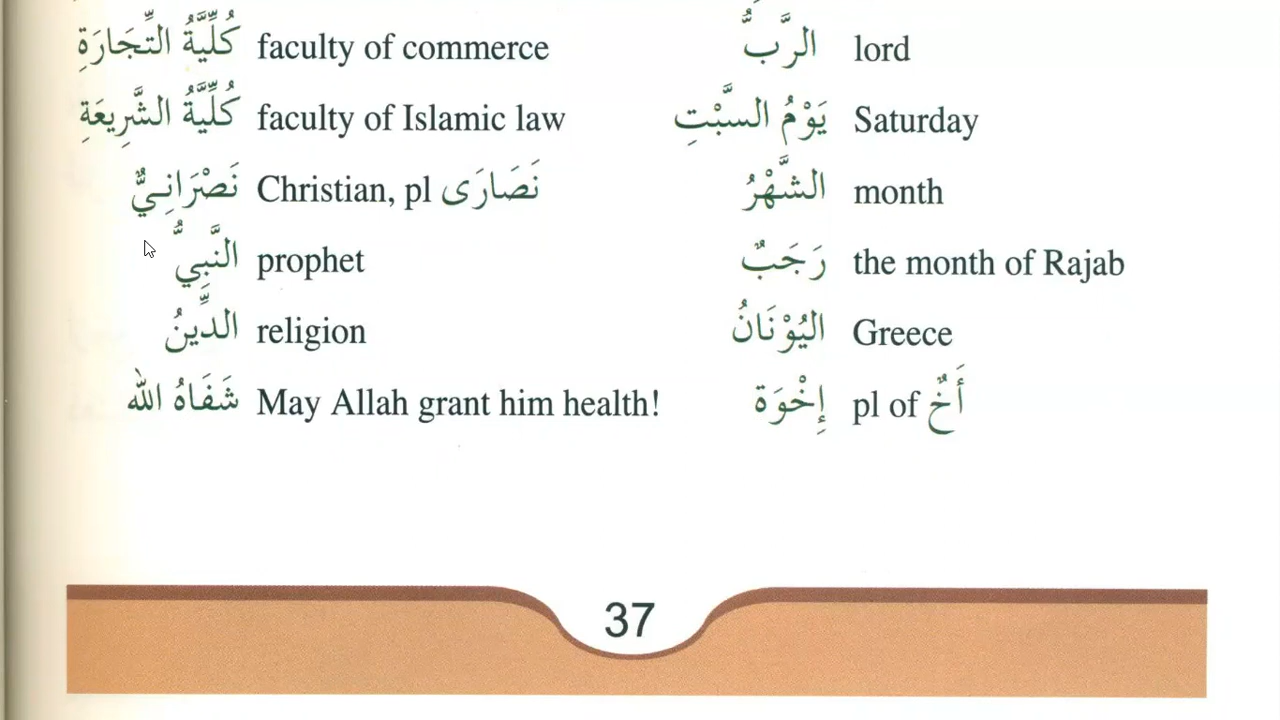 كُلِّيَّةُ التِّجَارَةِ faculty of commerce
كُلِّيَّةُ الشَّرِيعَةِ faculty of Islamic law
نَصْرَانِيٌّ Christian, pl نَصَارَى
النَّبِيُّ prophet
الدِّينُ religion
شَفَاهُ الله May Allah grant him health!
الرَّبُّ lord
يَوْمُ السَّبْتِ Saturday
الشَّهْرُ month
رَجَبٌ the month of Rajab
اليُوْنَانُ Greece
إِخْوَة pl of أَخٌ
37